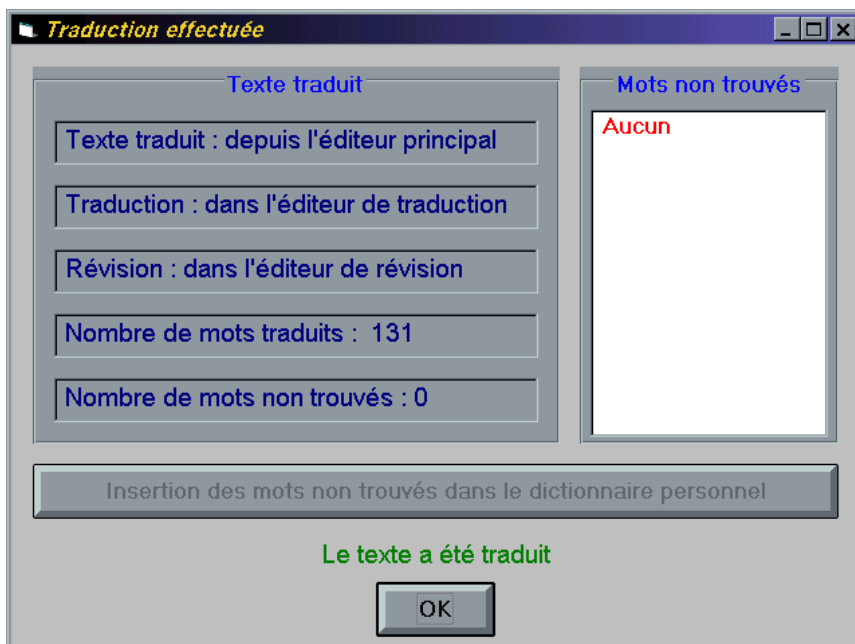 Traduction effectuée
Texte traduit
Texte traduit : depuis l'éditeur principal
Traduction : dans l'éditeur de traduction
Révision : dans l'éditeur de révision
Nombre de mots traduits : 131
Nombre de mots non trouvés : 0
Mots non trouvés
Aucun
Insertion des mots non trouvés dans le dictionnaire personnel
Le texte a été traduit
OK